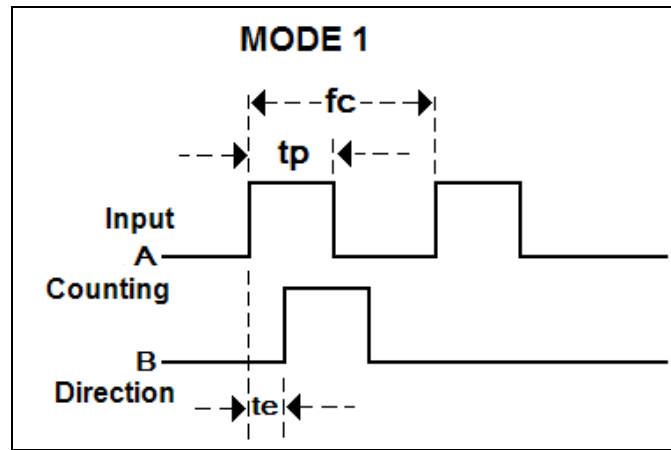 MODE 1
fc
tp
Input
A
Counting
B
Direction
te